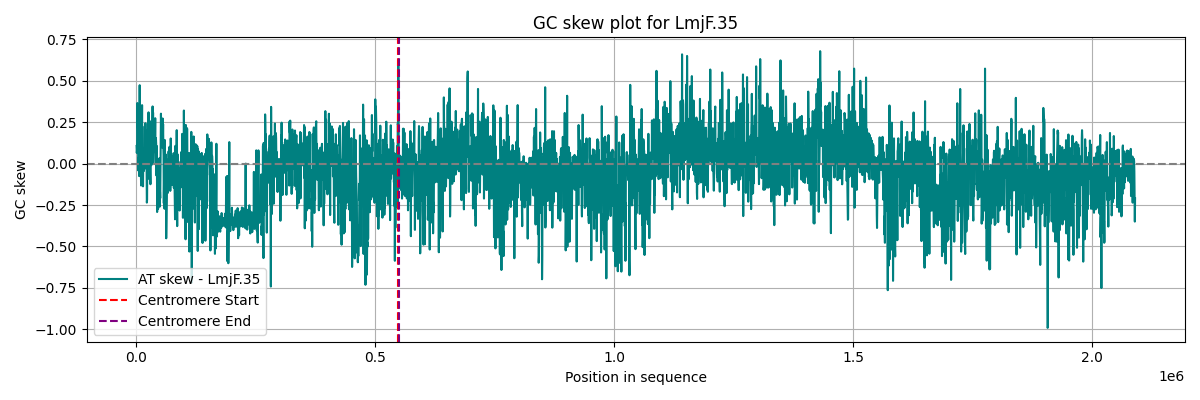 GC skew plot for LmjF.35
0.75
0.50
0.25
0.00
−0.25
−0.50
−0.75
−1.00
GC skew
AT skew - LmjF.35
Centromere Start
Centromere End
0.0 0.5 1.0 1.5 2.0
1e6
Position in sequence